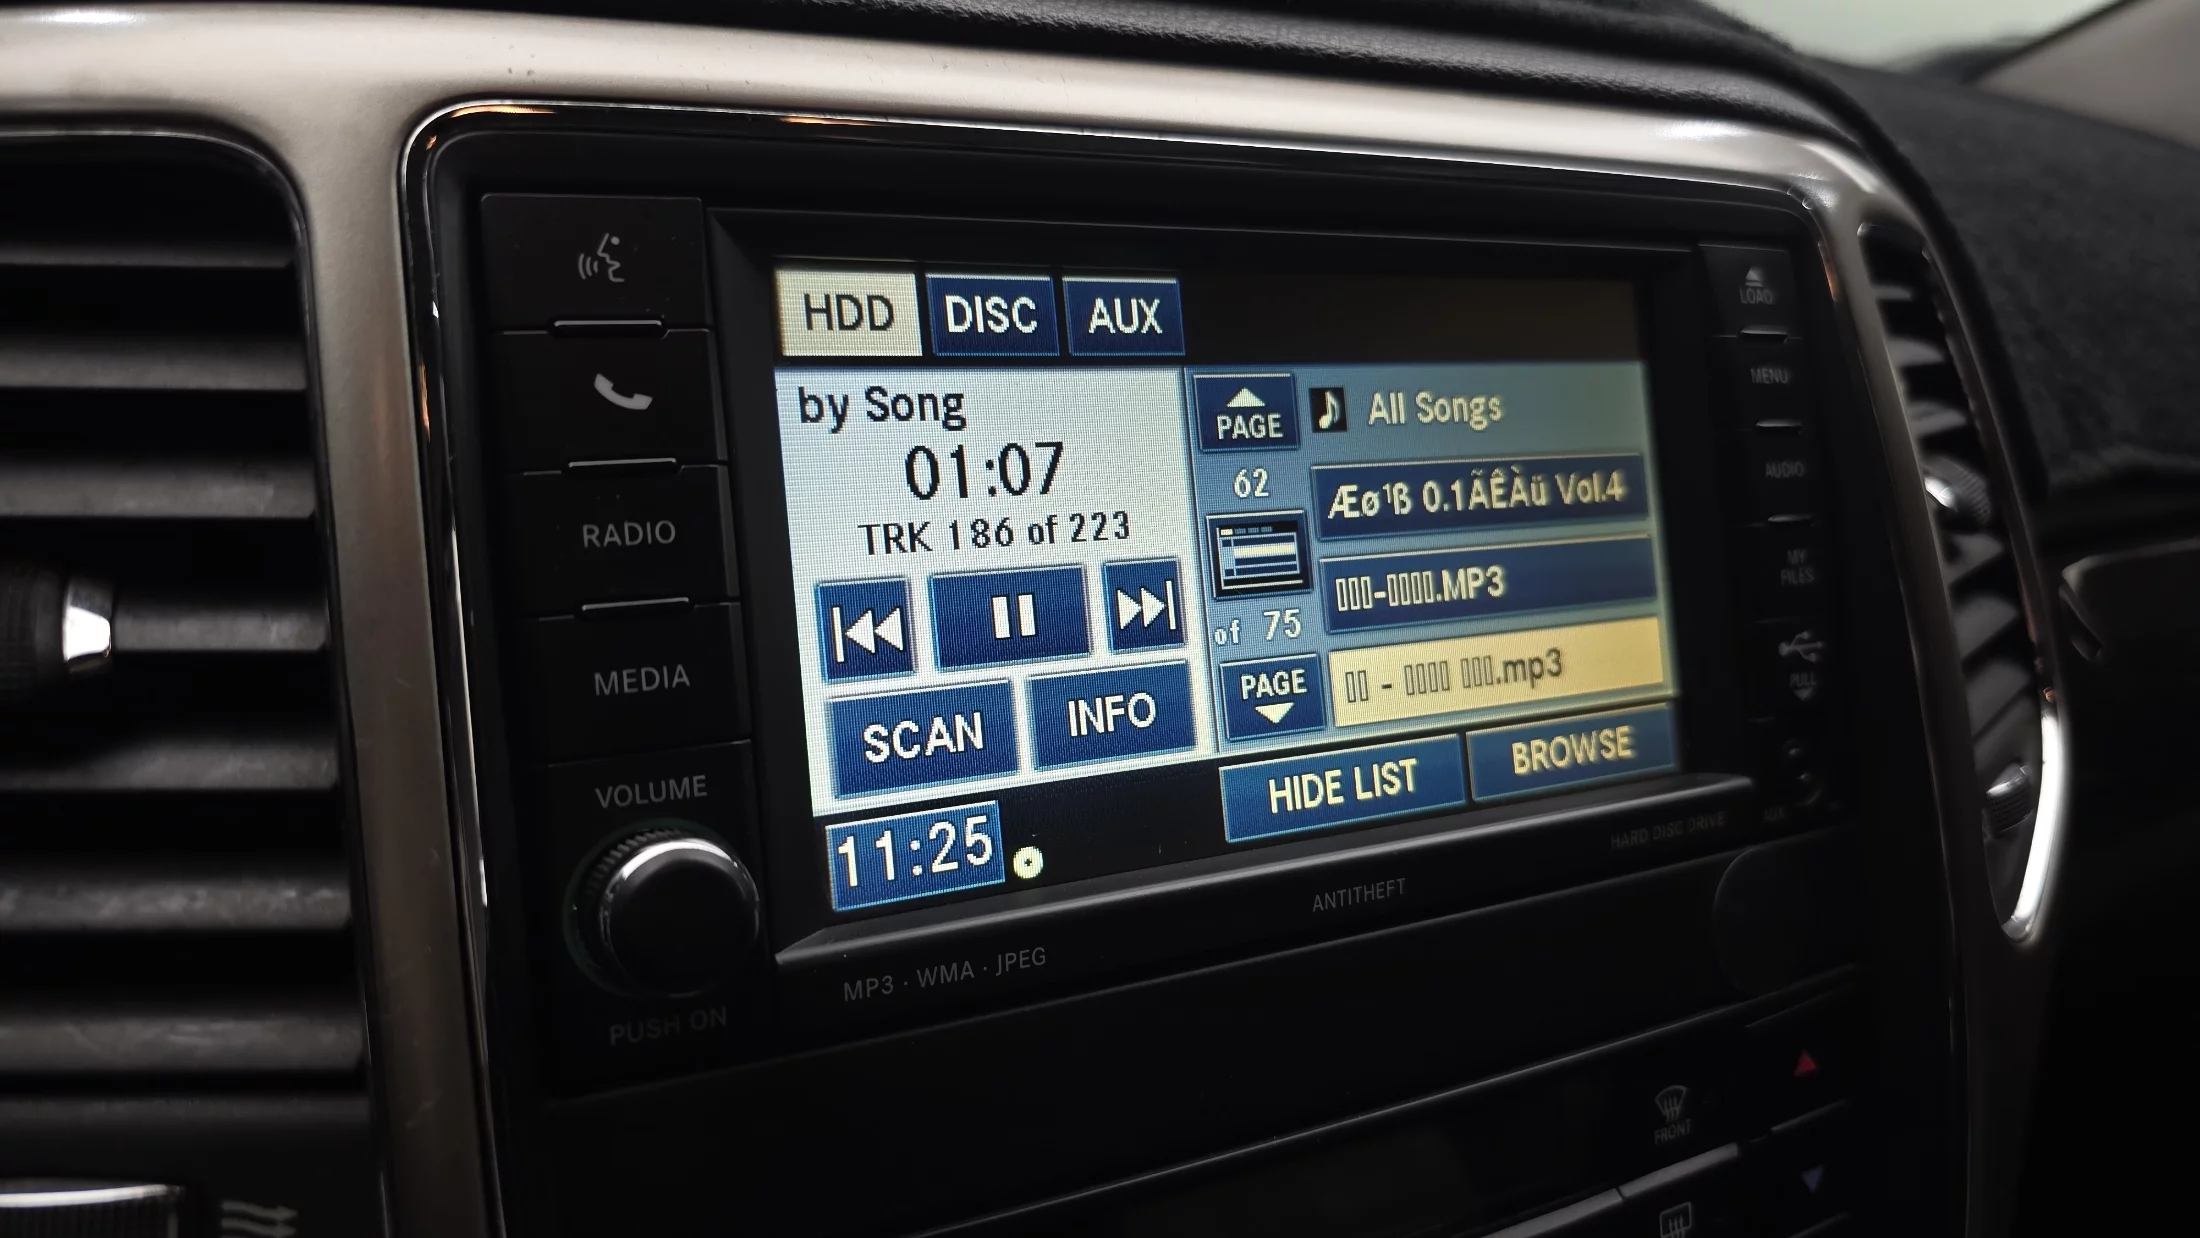 HDD DISC AUX
by Song
01:07
TRK 186 of 223
SCAN INFO
11:25
PAGE
62
of 75
PAGE
All Songs
Æø¹ß 0.1ÃÊÀü Vol.4
▯▯▯-▯▯▯▯.MP3
▯▯ - ▯▯▯▯ ▯▯▯.mp3
HIDE LIST BROWSE
RADIO
MEDIA
VOLUME
PUSH ON
LOAD
MENU
AUDIO
MY
FILES
PULL
AUX
HARD DISC DRIVE
ANTITHEFT
MP3 · WMA · JPEG
FRONT